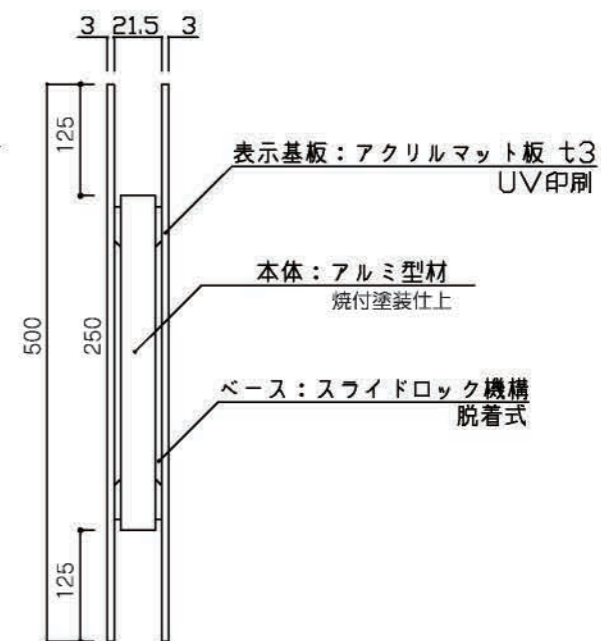 3 21.5 3
125
表示基板：アクリルマット板 t3
UV印刷
本体：アルミ型材
焼付塗装仕上
500
250
ベース：スライドロック機構
脱着式
125